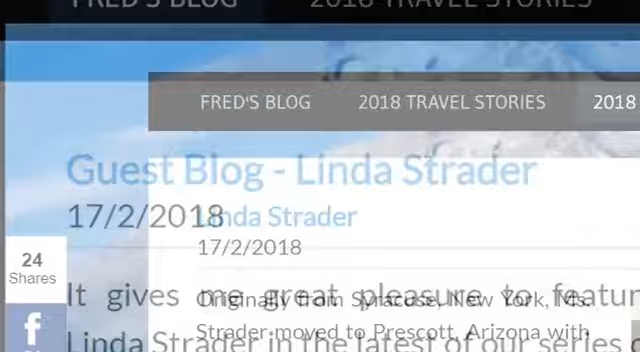 FRED'S BLOG 2018 TRAVEL STORIES
FRED'S BLOG 2018 TRAVEL STORIES 2018
Guest Blog - Linda Strader
17/2/2018
Linda Strader
17/2/2018
24
Shares
It gives me great pleasure to featur
Originally from Syracuse, New York, Ms.
Strader moved to Prescott, Arizona with
Linda Strader in the latest of our series